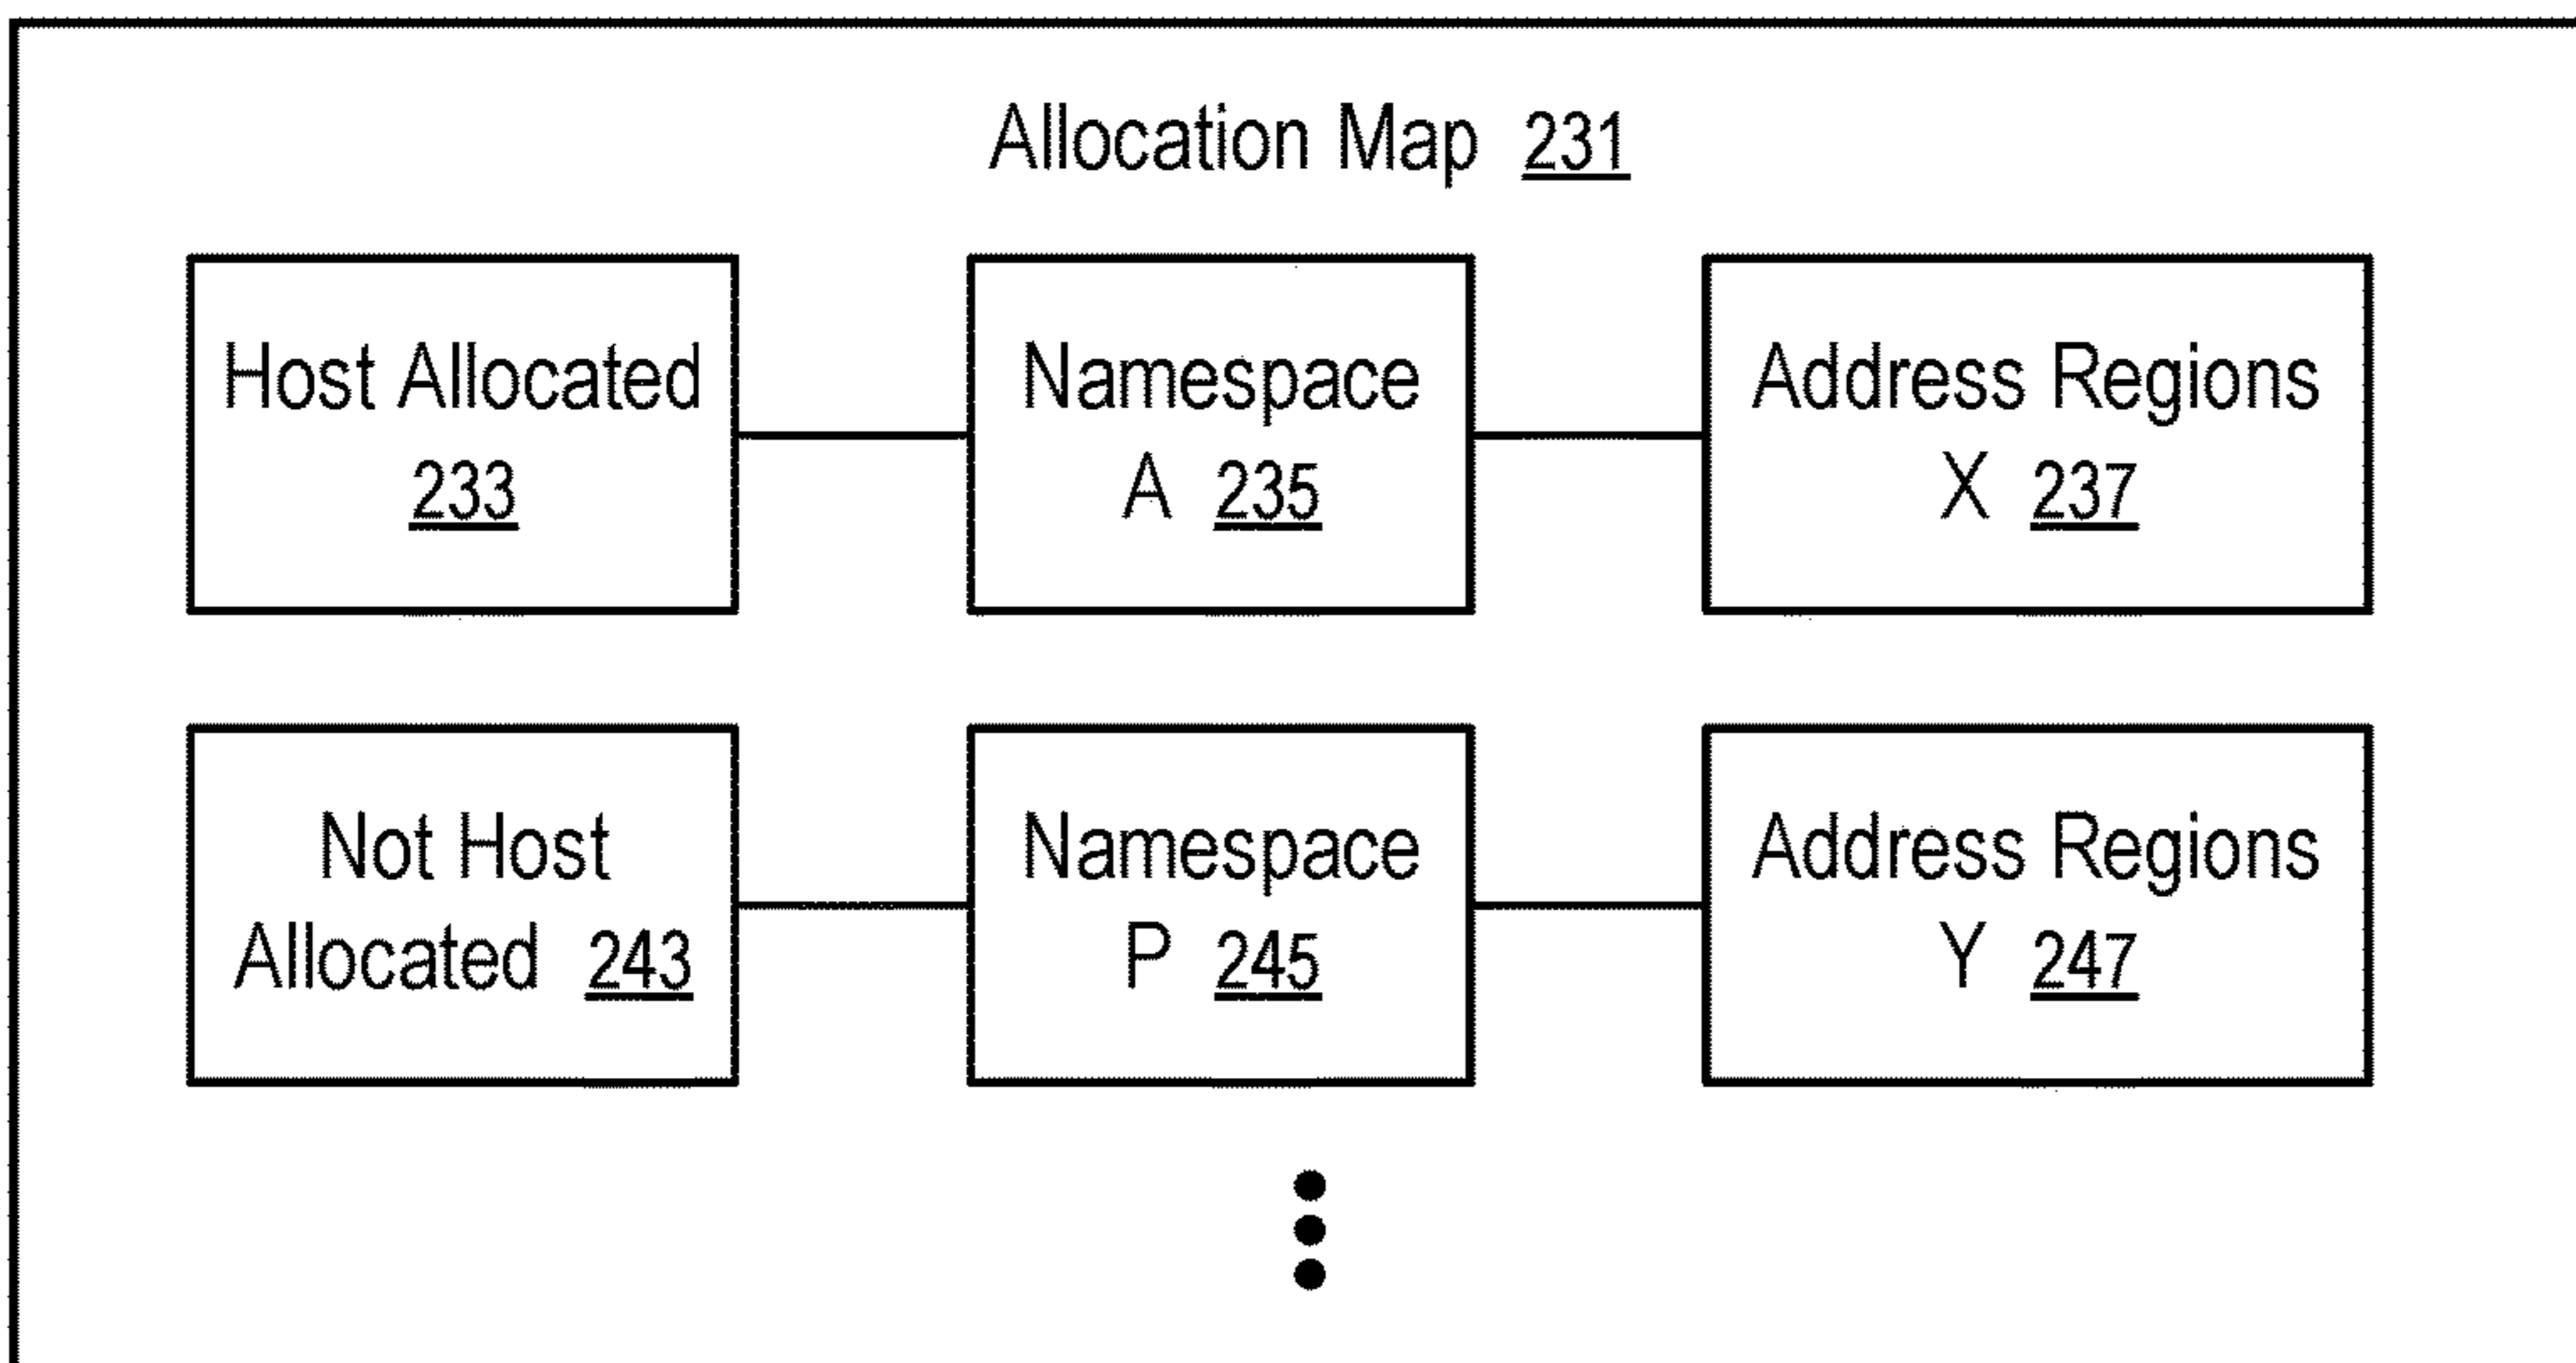 Allocation Map 231
Host Allocated
233
Namespace
A 235
Address Regions
X 237
Not Host
Allocated 243
Namespace
P 245
Address Regions
Y 247